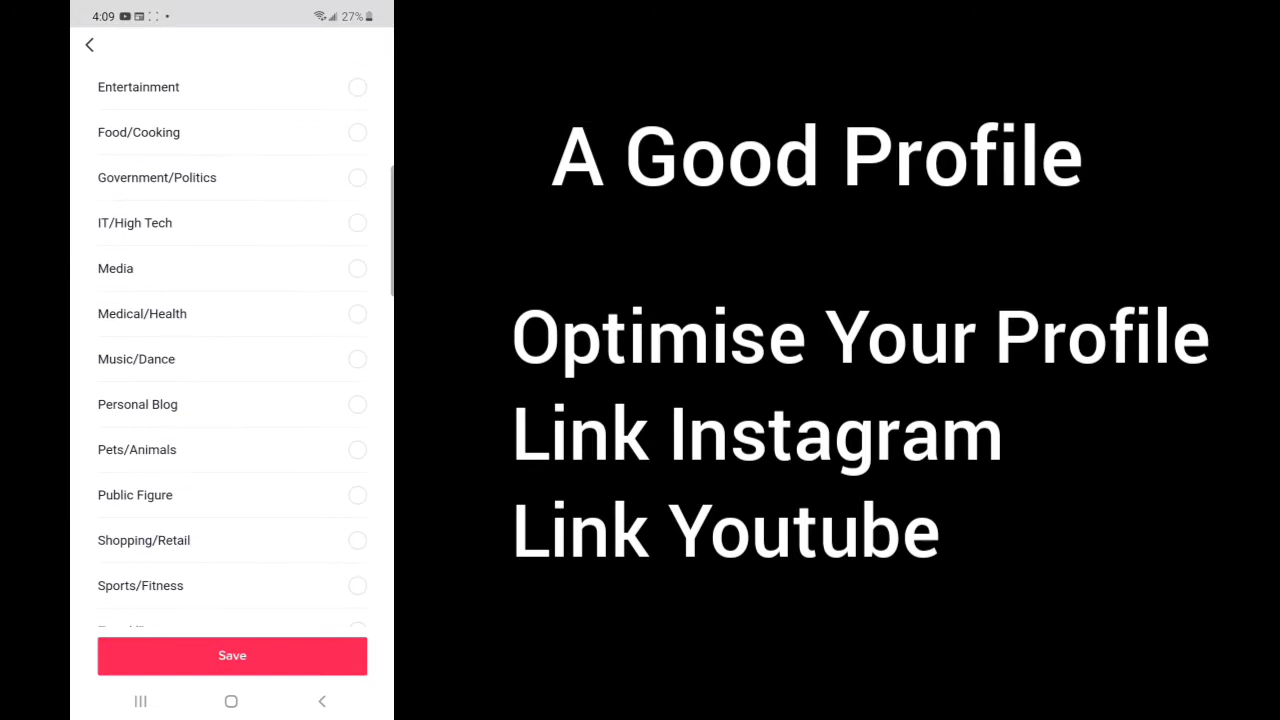 4:09
27%
Entertainment
Food/Cooking
Government/Politics
IT/High Tech
Media
Medical/Health
Music/Dance
Personal Blog
Pets/Animals
Public Figure
Shopping/Retail
Sports/Fitness
Save
A Good Profile
Optimise Your Profile
Link Instagram
Link Youtube